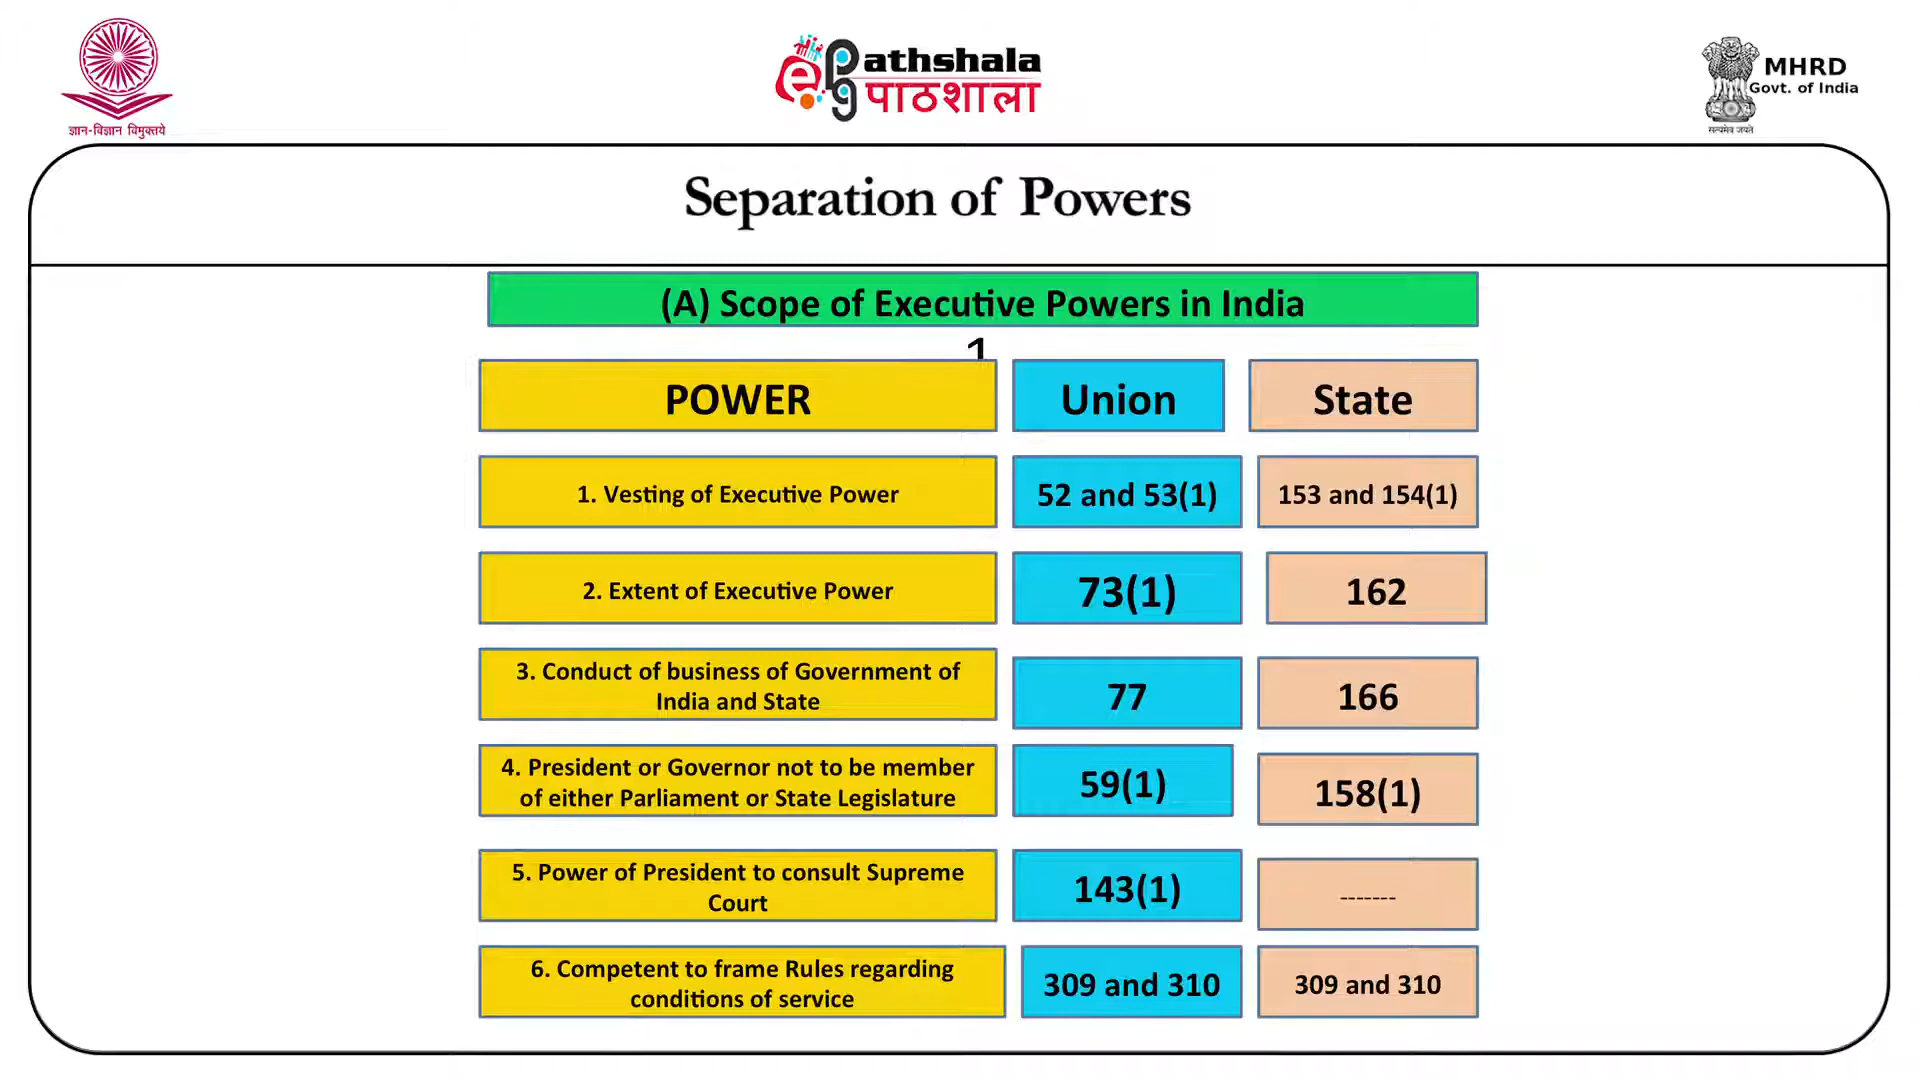 ज्ञान-विज्ञान विमुक्तये
ePathshala
पाठशाला
MHRD
Govt. of India
सत्यमेव जयते
Separation of Powers
(A) Scope of Executive Powers in India
1
POWER Union State
1. Vesting of Executive Power 52 and 53(1) 153 and 154(1)
2. Extent of Executive Power 73(1) 162
3. Conduct of business of Government of
India and State 77 166
4. President or Governor not to be member
of either Parliament or State Legislature 59(1) 158(1)
5. Power of President to consult Supreme
Court 143(1) -------
6. Competent to frame Rules regarding
conditions of service 309 and 310 309 and 310